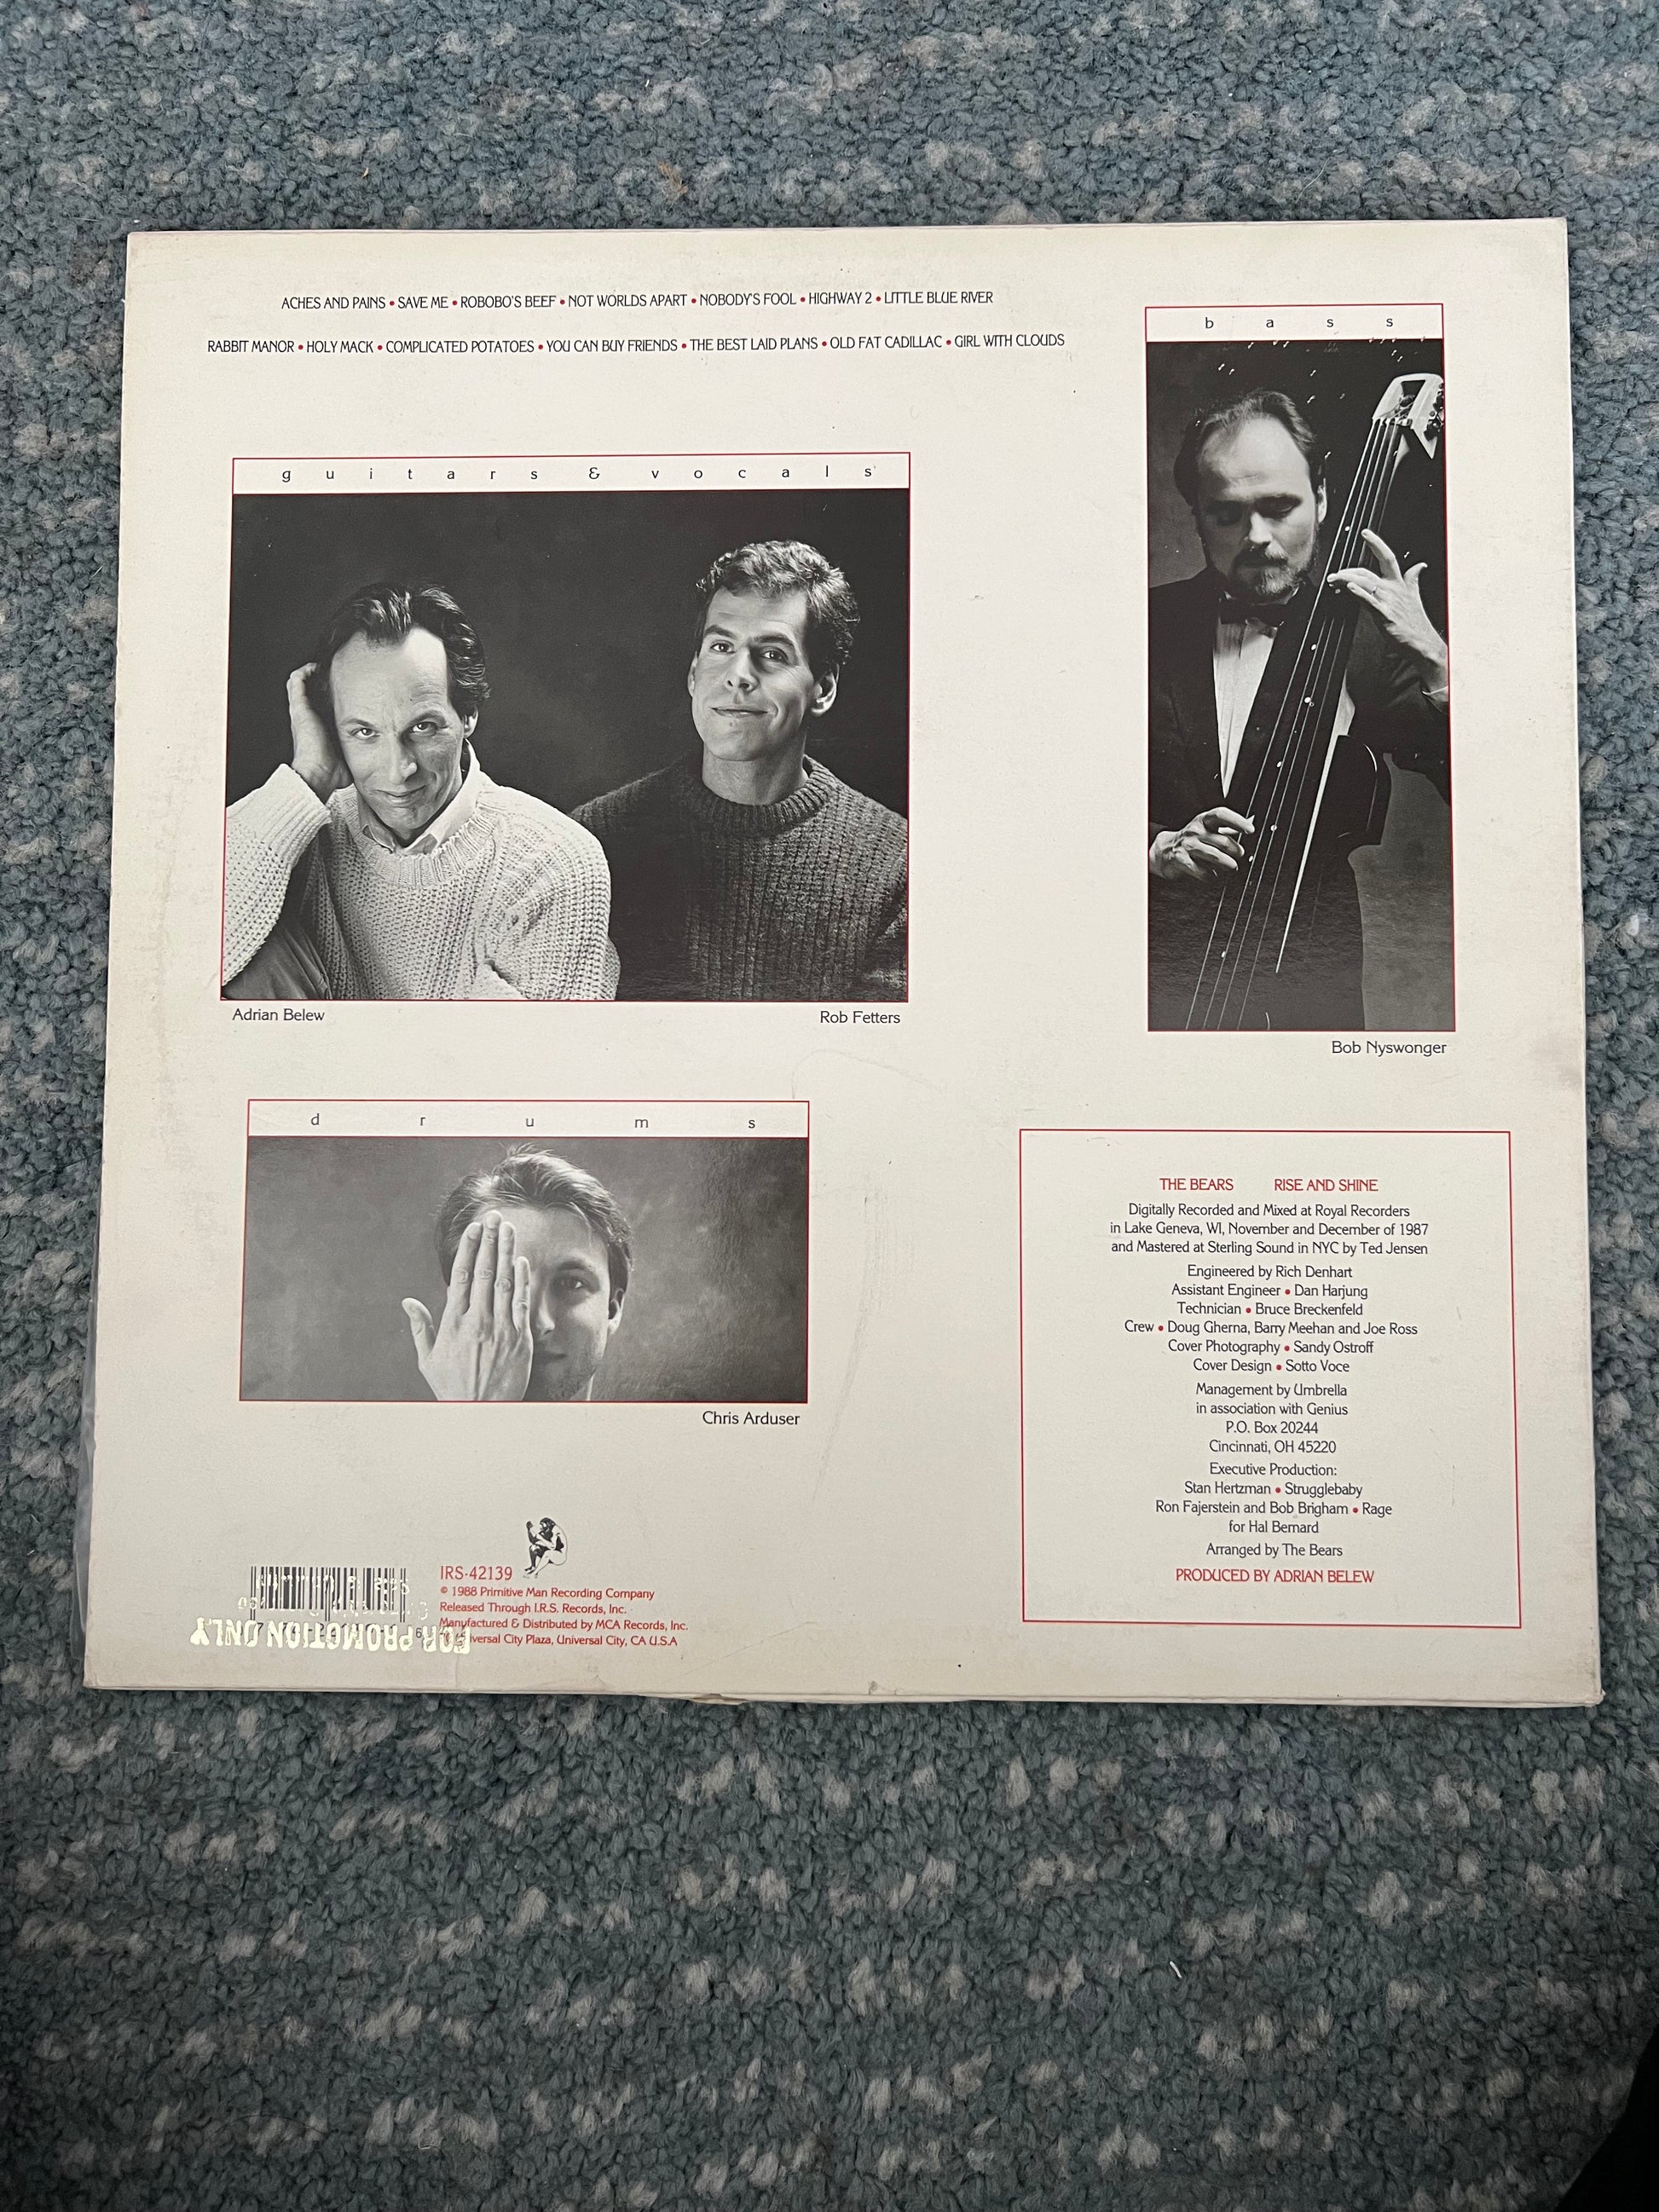 ACHES AND PAINS • SAVE ME • ROBOBO'S BEEF • NOT WORLDS APART • NOBODY'S FOOL • HIGHWAY 2 • LITTLE BLUE RIVER
RABBIT MANOR • HOLY MACK • COMPLICATED POTATOES • YOU CAN BUY FRIENDS • THE BEST LAID PLANS • OLD FAT CADILLAC • GIRL WITH CLOUDS
guitars & vocals
Adrian Belew
Rob Fetters
bass
Bob Nyswonger
drums
Chris Arduser
THE BEARS RISE AND SHINE
Digitally Recorded and Mixed at Royal Recorders
in Lake Geneva, WI, November and December of 1987
and Mastered at Sterling Sound in NYC by Ted Jensen
Engineered by Rich Denhart
Assistant Engineer • Dan Harjung
Technician • Bruce Breckenfeld
Crew • Doug Gherna, Barry Meehan and Joe Ross
Cover Photography • Sandy Ostroff
Cover Design • Sotto Voce
Management by Umbrella
in association with Genius
P.O. Box 20244
Cincinnati, OH 45220
Executive Production:
Stan Hertzman • Strugglebaby
Ron Fajerstein and Bob Brigham • Rage
for Hal Bernard
Arranged by The Bears
PRODUCED BY ADRIAN BELEW
IRS-42139
© 1988 Primitive Man Recording Company
Released Through I.R.S. Records, Inc.
Manufactured & Distributed by MCA Records, Inc.
City Plaza, Universal City, CA U.S.A
FOR PROMOTION ONLY